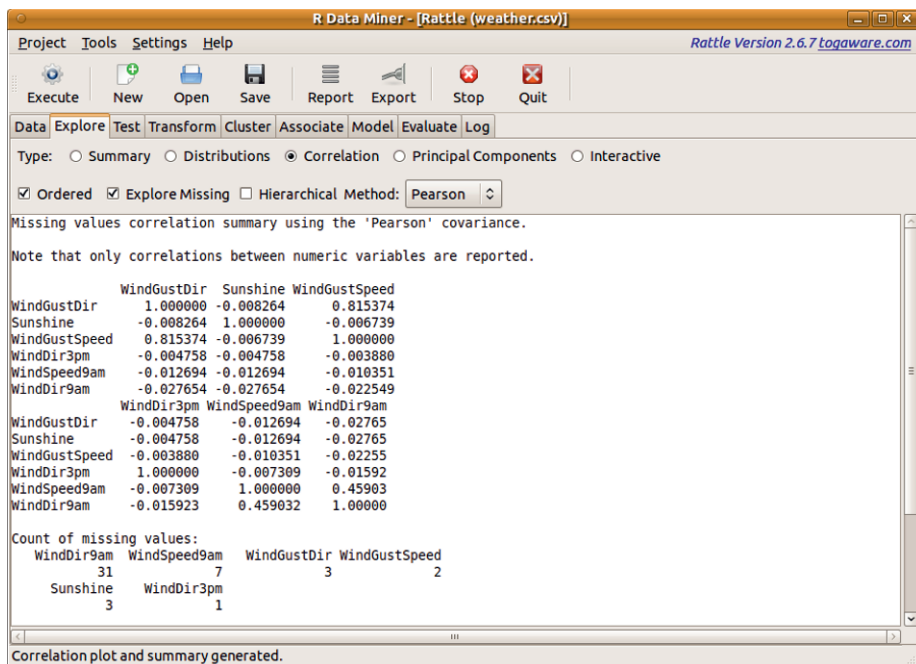 R Data Miner - [Rattle (weather.csv)]
Project Tools Settings Help Rattle Version 2.6.7 togaware.com
Execute New Open Save Report Export Stop Quit
Data Explore Test Transform Cluster Associate Model Evaluate Log
Type: Summary Distributions Correlation Principal Components Interactive
Ordered Explore Missing Hierarchical Method: Pearson
Missing values correlation summary using the 'Pearson' covariance.
Note that only correlations between numeric variables are reported.
WindGustDir Sunshine WindGustSpeed
WindGustDir 1.000000 -0.008264 0.815374
Sunshine -0.008264 1.000000 -0.006739
WindGustSpeed 0.815374 -0.006739 1.000000
WindDir3pm -0.004758 -0.004758 -0.003880
WindSpeed9am -0.012694 -0.012694 -0.010351
WindDir9am -0.027654 -0.027654 -0.022549
WindDir3pm WindSpeed9am WindDir9am
WindGustDir -0.004758 -0.012694 -0.02765
Sunshine -0.004758 -0.012694 -0.02765
WindGustSpeed -0.003880 -0.010351 -0.02255
WindDir3pm 1.000000 -0.007309 -0.01592
WindSpeed9am -0.007309 1.000000 0.45903
WindDir9am -0.015923 0.459032 1.00000
Count of missing values:
WindDir9am WindSpeed9am WindGustDir WindGustSpeed
31 7 3 2
Sunshine WindDir3pm
3 1
Correlation plot and summary generated.